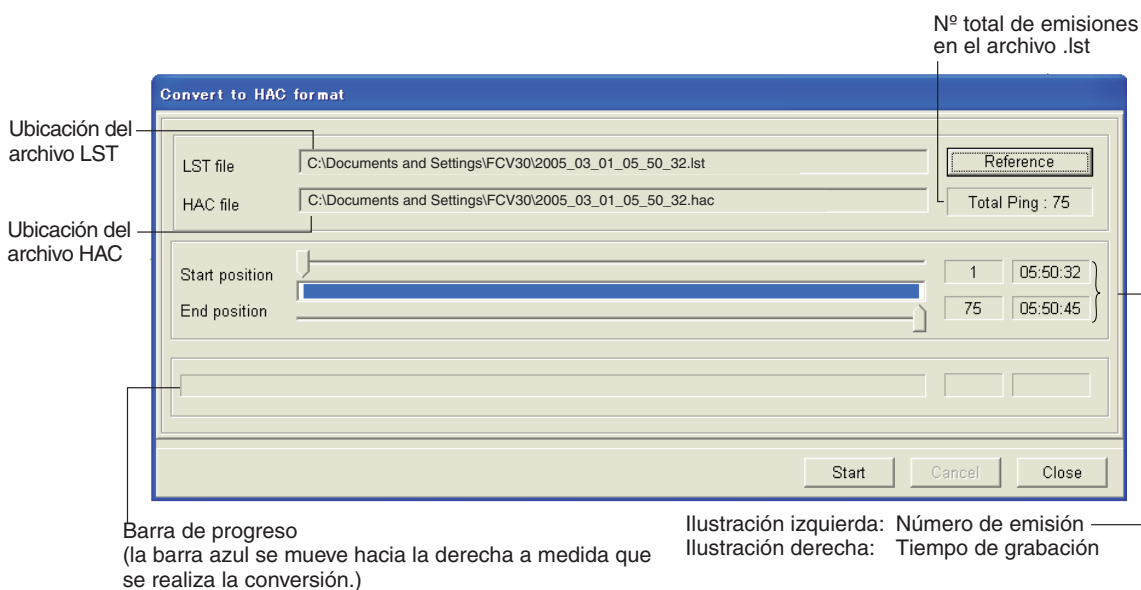 Nº total de emisiones
en el archivo .lst
Convert to HAC format
Ubicación del
archivo LST
LST file
C:\Documents and Settings\FCV30\2005_03_01_05_50_32.lst
Reference
HAC file
C:\Documents and Settings\FCV30\2005_03_01_05_50_32.hac
Total Ping : 75
Ubicación del
archivo HAC
Start position
1
05:50:32
End position
75
05:50:45
Start
Cancel
Close
Barra de progreso
(la barra azul se mueve hacia la derecha a medida que
se realiza la conversión.)
Ilustración izquierda: Número de emisión
Ilustración derecha: Tiempo de grabación